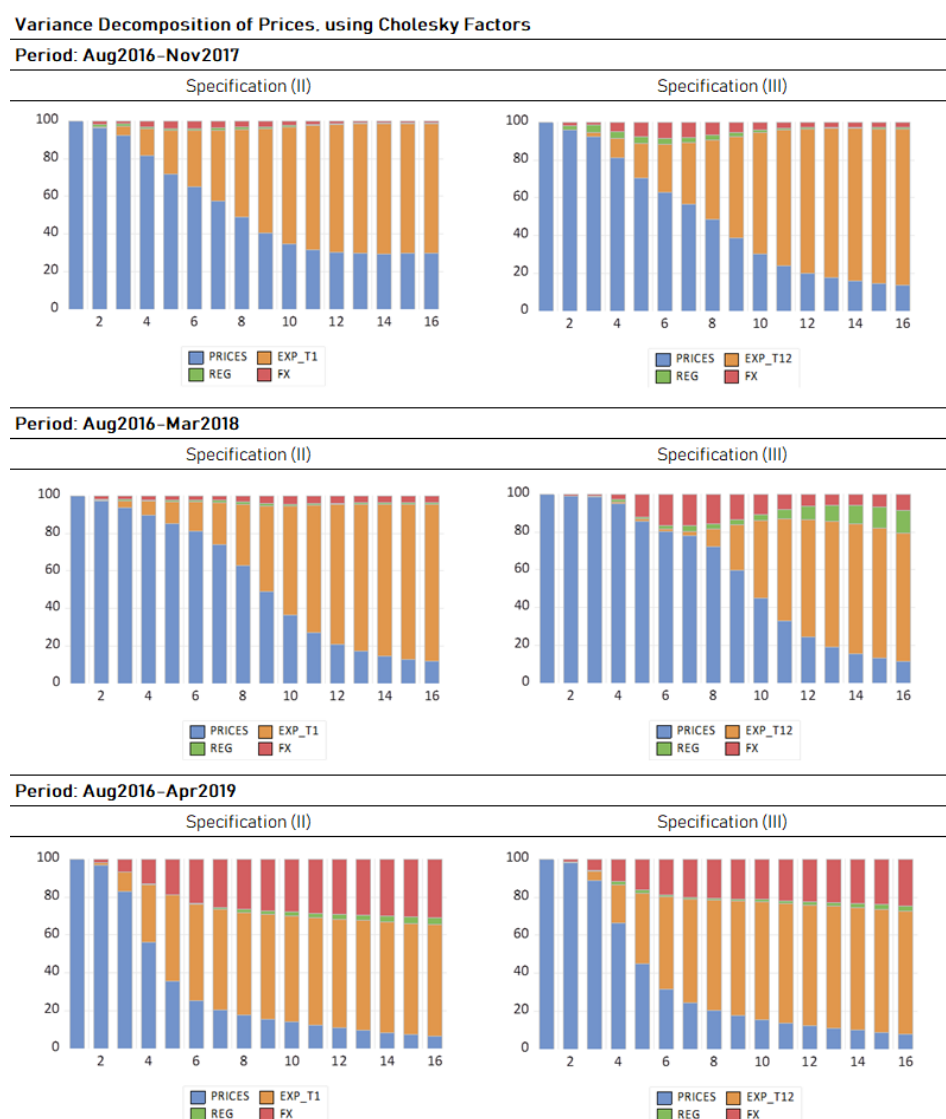 Variance Decomposition of Prices, using Cholesky Factors
Period: Aug2016-Nov2017
Specification (II) Specification (III)
100 100
80 80
60 60
40 40
20 20
0 0
2 4 6 8 10 12 14 16 2 4 6 8 10 12 14 16
PRICES EXP_T1 PRICES EXP_T12
REG FX REG FX
Period: Aug2016-Mar2018
Specification (II) Specification (III)
100 100
80 80
60 60
40 40
20 20
0 0
2 4 6 8 10 12 14 16 2 4 6 8 10 12 14 16
PRICES EXP_T1 PRICES EXP_T12
REG FX REG FX
Period: Aug2016-Apr2019
Specification (II) Specification (III)
100 100
80 80
60 60
40 40
20 20
0 0
2 4 6 8 10 12 14 16 2 4 6 8 10 12 14 16
PRICES EXP_T1 PRICES EXP_T12
REG FX REG FX